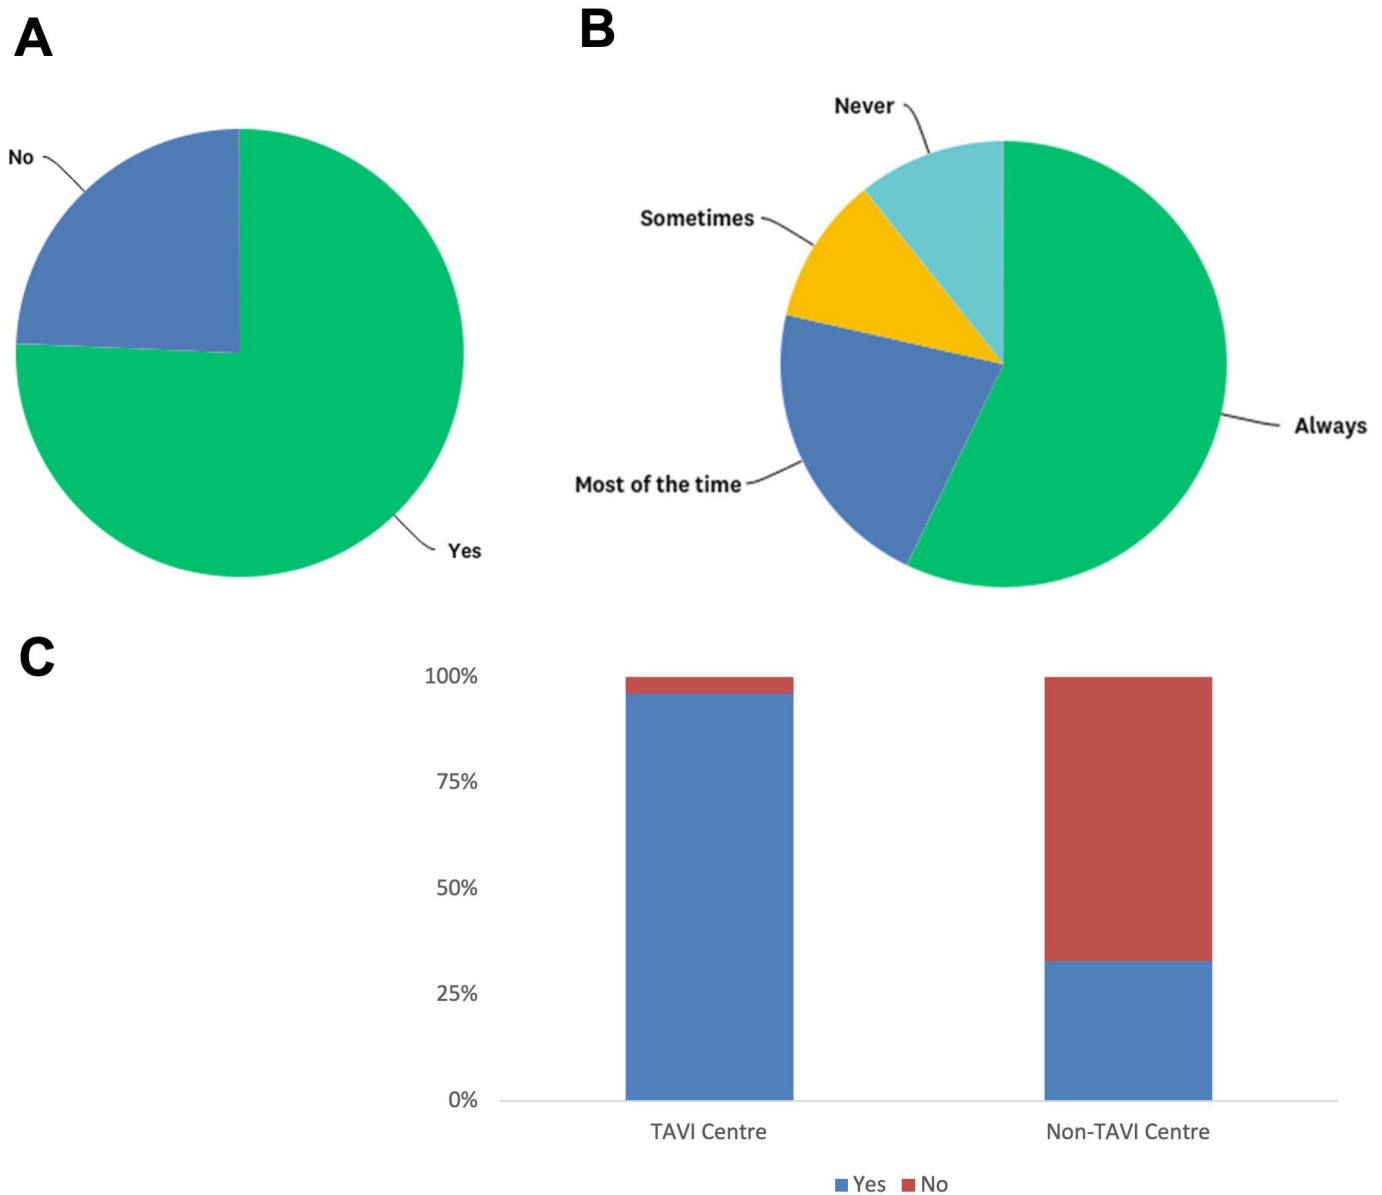 A
No
Yes
B
Never
Sometimes
Most of the time
Always
C
100%
75%
50%
25%
0%
TAVI Centre
Non-TAVI Centre
Yes No